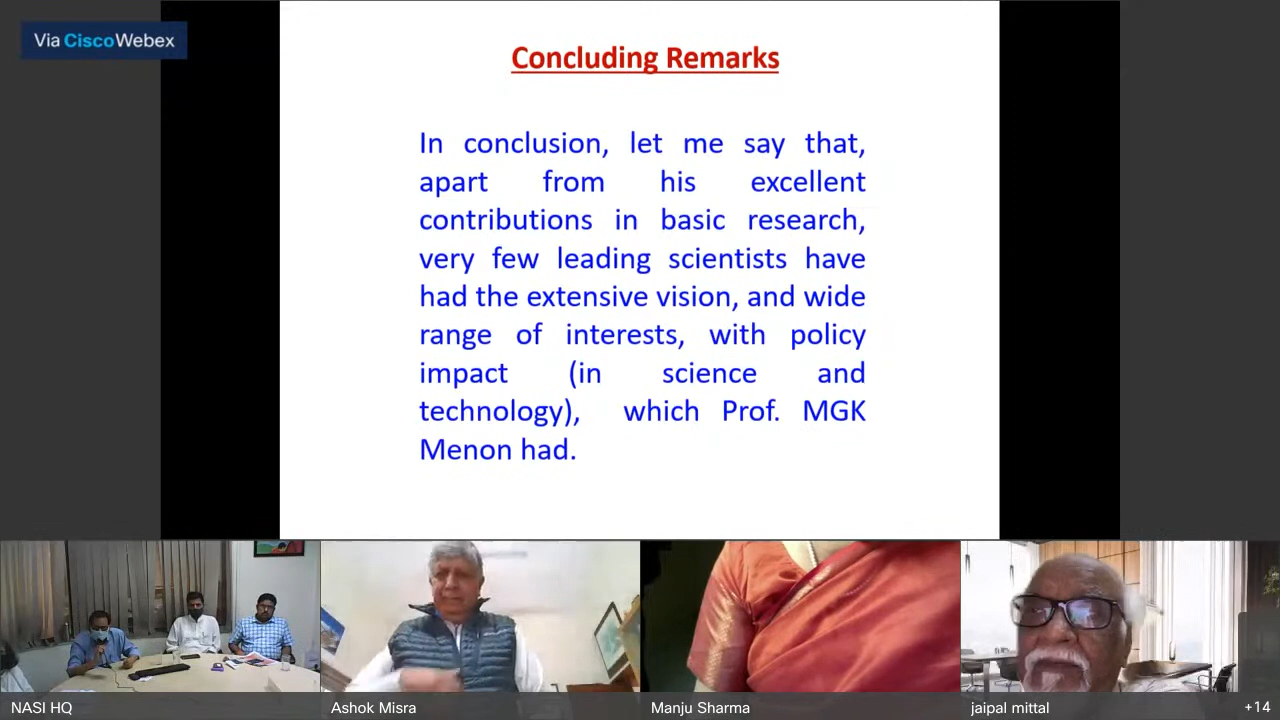 Via Cisco Webex
Concluding Remarks
In conclusion, let me say that,
apart from his excellent
contributions in basic research,
very few leading scientists have
had the extensive vision, and wide
range of interests, with policy
impact (in science and
technology), which Prof. MGK
Menon had.
NASI HQ
Ashok Misra
Manju Sharma
jaipal mittal
+14